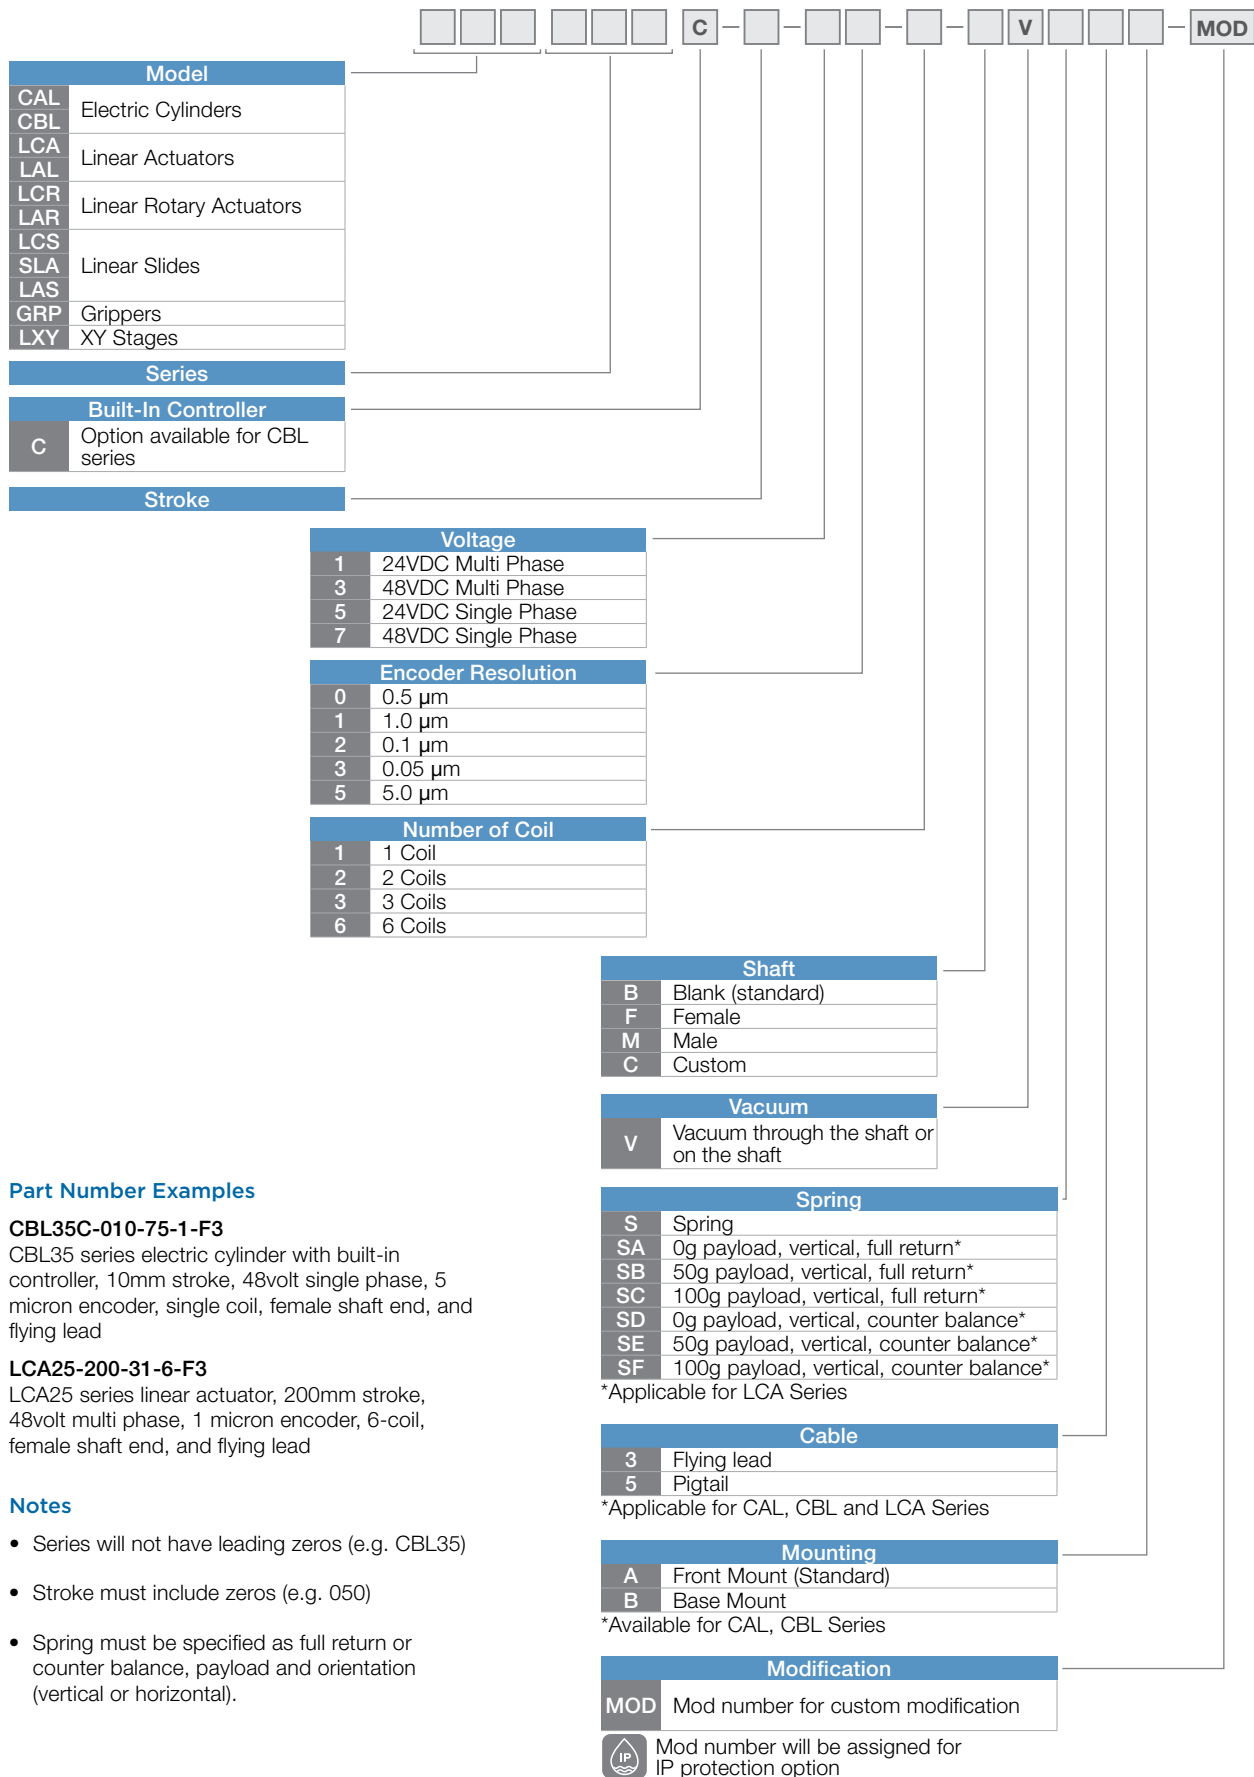 C – – – – V – MOD
Model
CAL
CBL
Electric Cylinders
LCA
LAL
Linear Actuators
LCR
LAR
Linear Rotary Actuators
LCS
SLA
LAS
Linear Slides
GRP Grippers
LXY XY Stages
Series
Built-In Controller
C Option available for CBL
series
Stroke
Voltage
1 24VDC Multi Phase
3 48VDC Multi Phase
5 24VDC Single Phase
7 48VDC Single Phase
Encoder Resolution
0 0.5 µm
1 1.0 µm
2 0.1 µm
3 0.05 µm
5 5.0 µm
Number of Coil
1 1 Coil
2 2 Coils
3 3 Coils
6 6 Coils
Shaft
B Blank (standard)
F Female
M Male
C Custom
Vacuum
V Vacuum through the shaft or
on the shaft
Spring
S Spring
SA 0g payload, vertical, full return*
SB 50g payload, vertical, full return*
SC 100g payload, vertical, full return*
SD 0g payload, vertical, counter balance*
SE 50g payload, vertical, counter balance*
SF 100g payload, vertical, counter balance*
*Applicable for LCA Series
Cable
3 Flying lead
5 Pigtail
*Applicable for CAL, CBL and LCA Series
Mounting
A Front Mount (Standard)
B Base Mount
*Available for CAL, CBL Series
Modification
MOD Mod number for custom modification
IP Mod number will be assigned for
IP protection option
Part Number Examples
CBL35C-010-75-1-F3
CBL35 series electric cylinder with built-in
controller, 10mm stroke, 48volt single phase, 5
micron encoder, single coil, female shaft end, and
flying lead
LCA25-200-31-6-F3
LCA25 series linear actuator, 200mm stroke,
48volt multi phase, 1 micron encoder, 6-coil,
female shaft end, and flying lead
Notes
• Series will not have leading zeros (e.g. CBL35)
• Stroke must include zeros (e.g. 050)
• Spring must be specified as full return or
counter balance, payload and orientation
(vertical or horizontal).